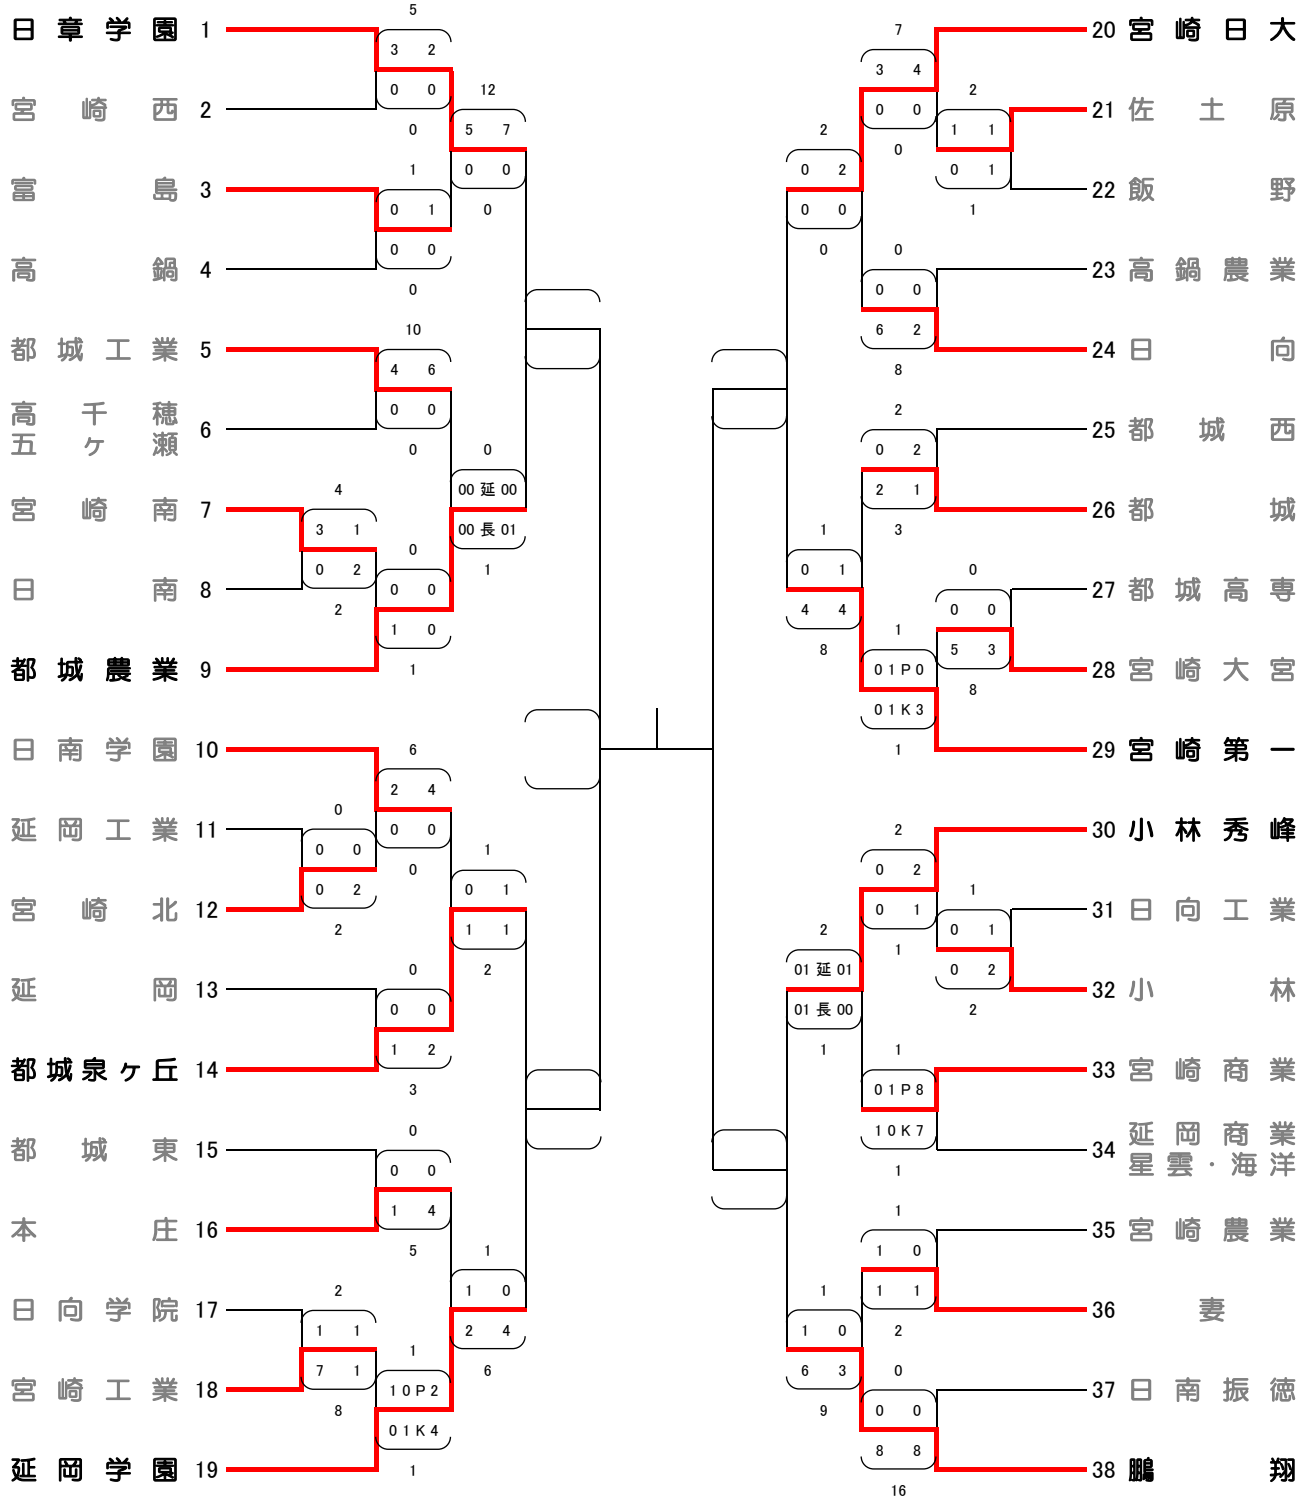 日章学園 1
宮崎西 2
富島 3
高鍋 4
都城工業 5
高千穂
五ヶ瀬 6
宮崎南 7
日南 8
都城農業 9
日南学園 10
延岡工業 11
宮崎北 12
延岡 13
都城泉ヶ丘 14
都城東 15
本庄 16
日向学院 17
宮崎工業 18
延岡学園 19
5
3 2
0 0
0
1
0 1
0 0
0
10
4 6
0 0
0
4
3 1
0 2
2
0
0 0
1 0
1
12
5 7
0 0
0
0
00 延 00
00 長 01
1
6
2 4
0 0
0
0
0 0
0 2
2
0
0 0
1 2
3
1
0 1
1 1
2
0
0 0
1 4
5
2
1 1
7 1
8
1
1 0 P 2
0 1 K 4
1
1
1 0
2 4
6
7
3 4
0 0
0
2
1 1
0 1
1
2
0 2
0 0
0
0
0 0
6 2
8
2
0 2
2 1
3
0
0 0
5 3
8
1
0 1 P 0
0 1 K 3
1
1
0 1
4 4
8
2
0 2
0 1
1
1
0 1
0 2
2
2
01 延 01
01 長 00
1
1
0 1 P 8
1 0 K 7
1
1
1 0
1 1
2
0
0 0
8 8
16
1
1 0
6 3
9
20 宮崎日大
21 佐土原
22 飯野
23 高鍋農業
24 日向
25 都城西
26 都城
27 都城高専
28 宮崎大宮
29 宮崎第一
30 小林秀峰
31 日向工業
32 小林
33 宮崎商業
34 延岡商業
星雲・海洋
35 宮崎農業
36 妻
37 日南振徳
38 鵬翔